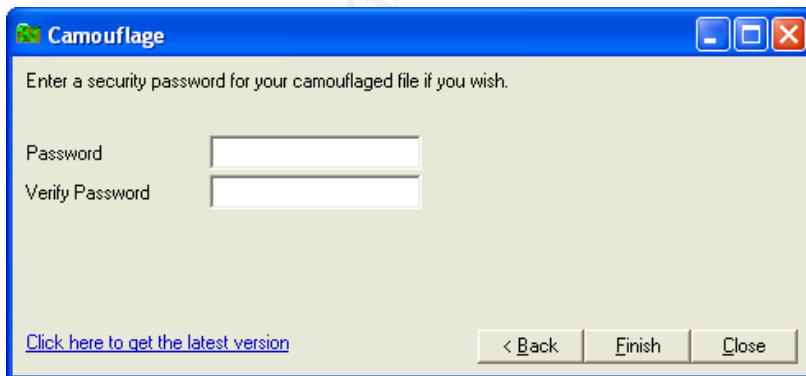 Camouflage
Enter a security password for your camouflaged file if you wish.
Password
Verify Password
Click here to get the latest version
< Back
Finish
Close